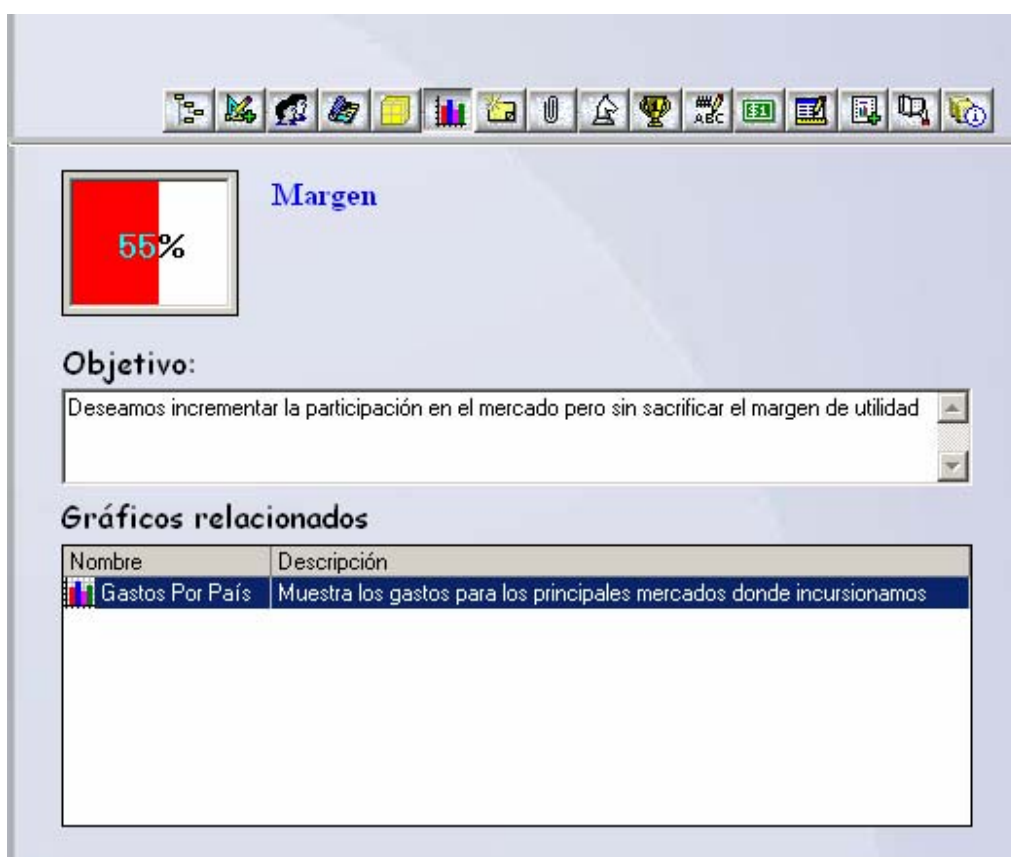 Margen
55%
Objetivo:
Deseamos incrementar la participación en el mercado pero sin sacrificar el margen de utilidad
Gráficos relacionados
Nombre Descripción
Gastos Por País Muestra los gastos para los principales mercados donde incursionamos